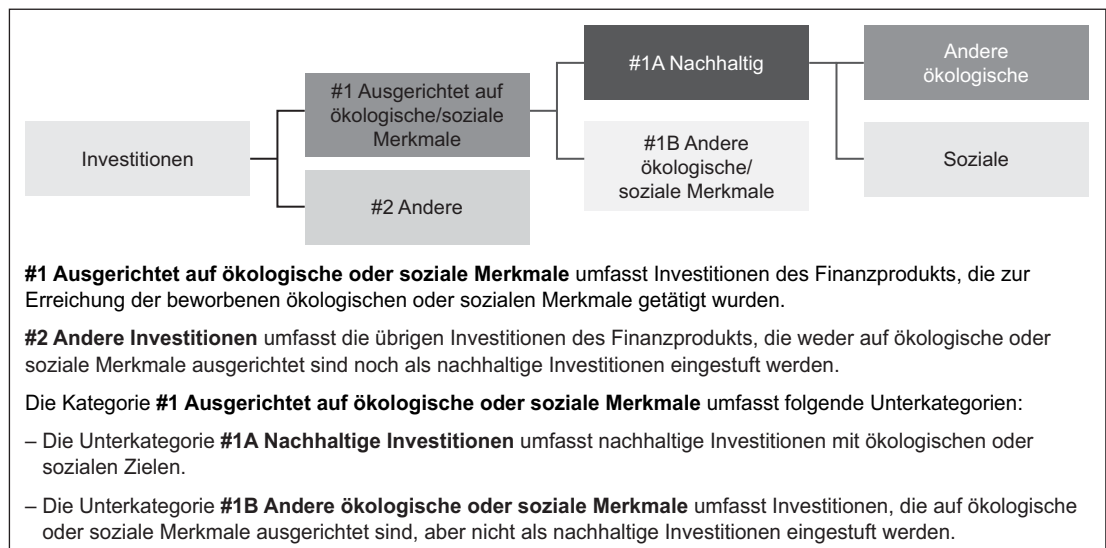 Investitionen
#1 Ausgerichtet auf
ökologische/soziale
Merkmale
#2 Andere
#1A Nachhaltig
#1B Andere
ökologische/
soziale Merkmale
Andere
ökologische
Soziale
#1 Ausgerichtet auf ökologische oder soziale Merkmale umfasst Investitionen des Finanzprodukts, die zur
Erreichung der beworbenen ökologischen oder sozialen Merkmale getätigt wurden.
#2 Andere Investitionen umfasst die übrigen Investitionen des Finanzprodukts, die weder auf ökologische oder
soziale Merkmale ausgerichtet sind noch als nachhaltige Investitionen eingestuft werden.
Die Kategorie #1 Ausgerichtet auf ökologische oder soziale Merkmale umfasst folgende Unterkategorien:
– Die Unterkategorie #1A Nachhaltige Investitionen umfasst nachhaltige Investitionen mit ökologischen oder
sozialen Zielen.
– Die Unterkategorie #1B Andere ökologische oder soziale Merkmale umfasst Investitionen, die auf ökologische
oder soziale Merkmale ausgerichtet sind, aber nicht als nachhaltige Investitionen eingestuft werden.